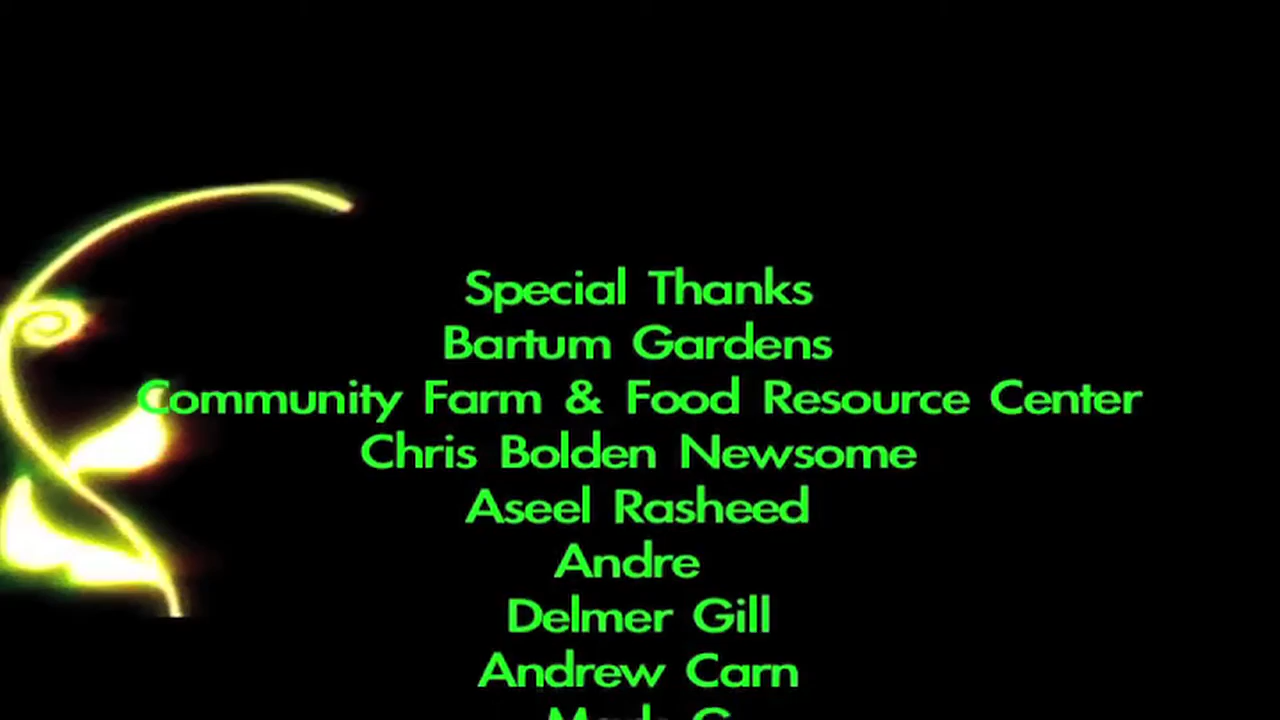 Special Thanks
Bartum Gardens
Community Farm & Food Resource Center
Chris Bolden Newsome
Aseel Rasheed
Andre
Delmer Gill
Andrew Carn